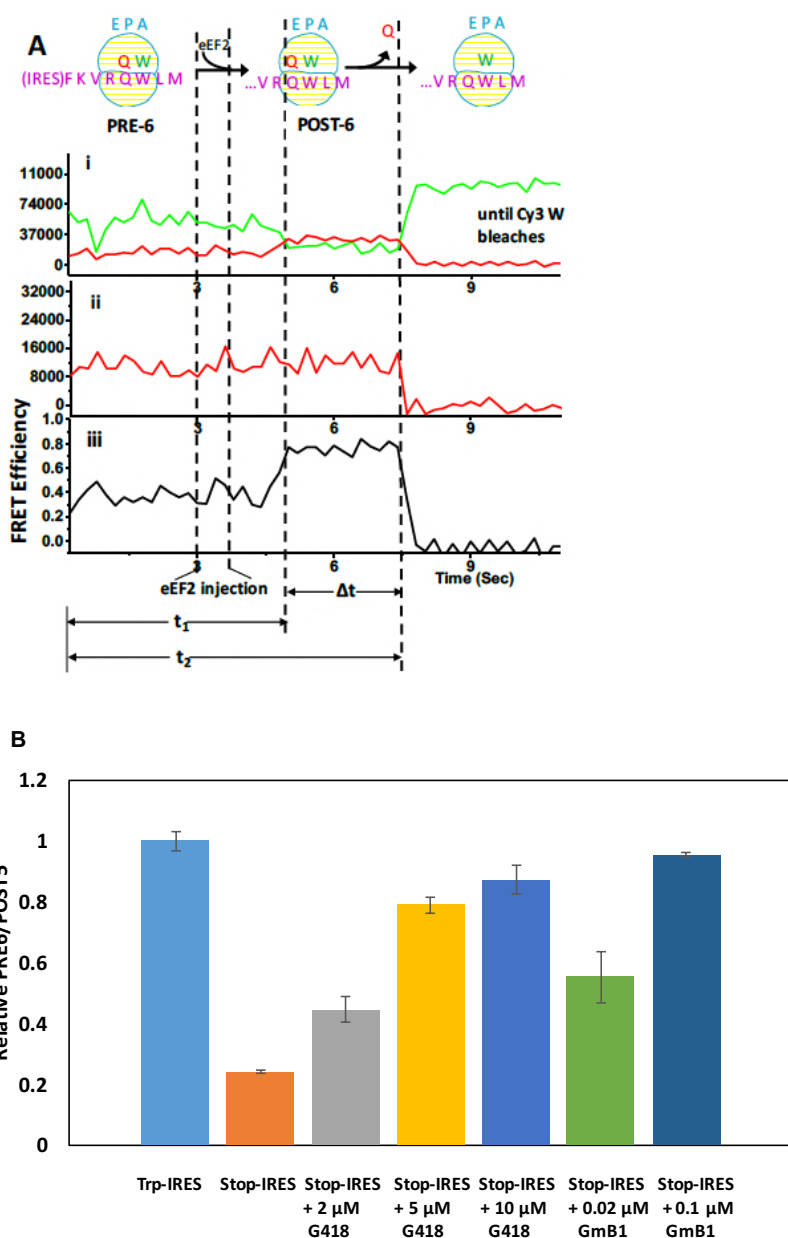 A
E P A
E P A
Q
E P A
eEF2
Q W
Q W
W
(IRES)F K V R Q W L M
...V R Q W L M
...V R Q W L M
PRE-6
POST-6
i
11000
74000
37000
0
until Cy3 W
bleaches
3
6
9
ii
32000
24000
16000
8000
0
3
6
9
iii
FRET Efficiency
1.0
0.8
0.6
0.4
0.2
0.0
3
6
9
Time (Sec)
eEF2 injection
Δt
t1
t2
B
Relative PRE6/POST5
1.2
1
0.8
0.6
0.4
0.2
0
Trp-IRES
Stop-IRES
Stop-IRES
+ 2 µM
G418
Stop-IRES
+ 5 µM
G418
Stop-IRES
+ 10 µM
G418
Stop-IRES
+ 0.02 µM
GmB1
Stop-IRES
+ 0.1 µM
GmB1